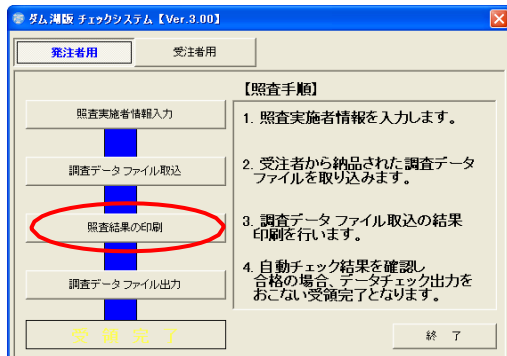 ダム湖版 チェックシステム【Ver.3.00】
発注者用
受注者用
照査実施者情報入力
調査データファイル取込
照査結果の印刷
調査データファイル出力
受領完了
【照査手順】
1. 照査実施者情報を入力します。
2. 受注者から納品された調査データ
ファイルを取り込みます。
3. 調査データファイル取込の結果
印刷を行います。
4. 自動チェック結果を確認し
合格の場合、データチェック出力を
おこない受領完了となります。
終 了